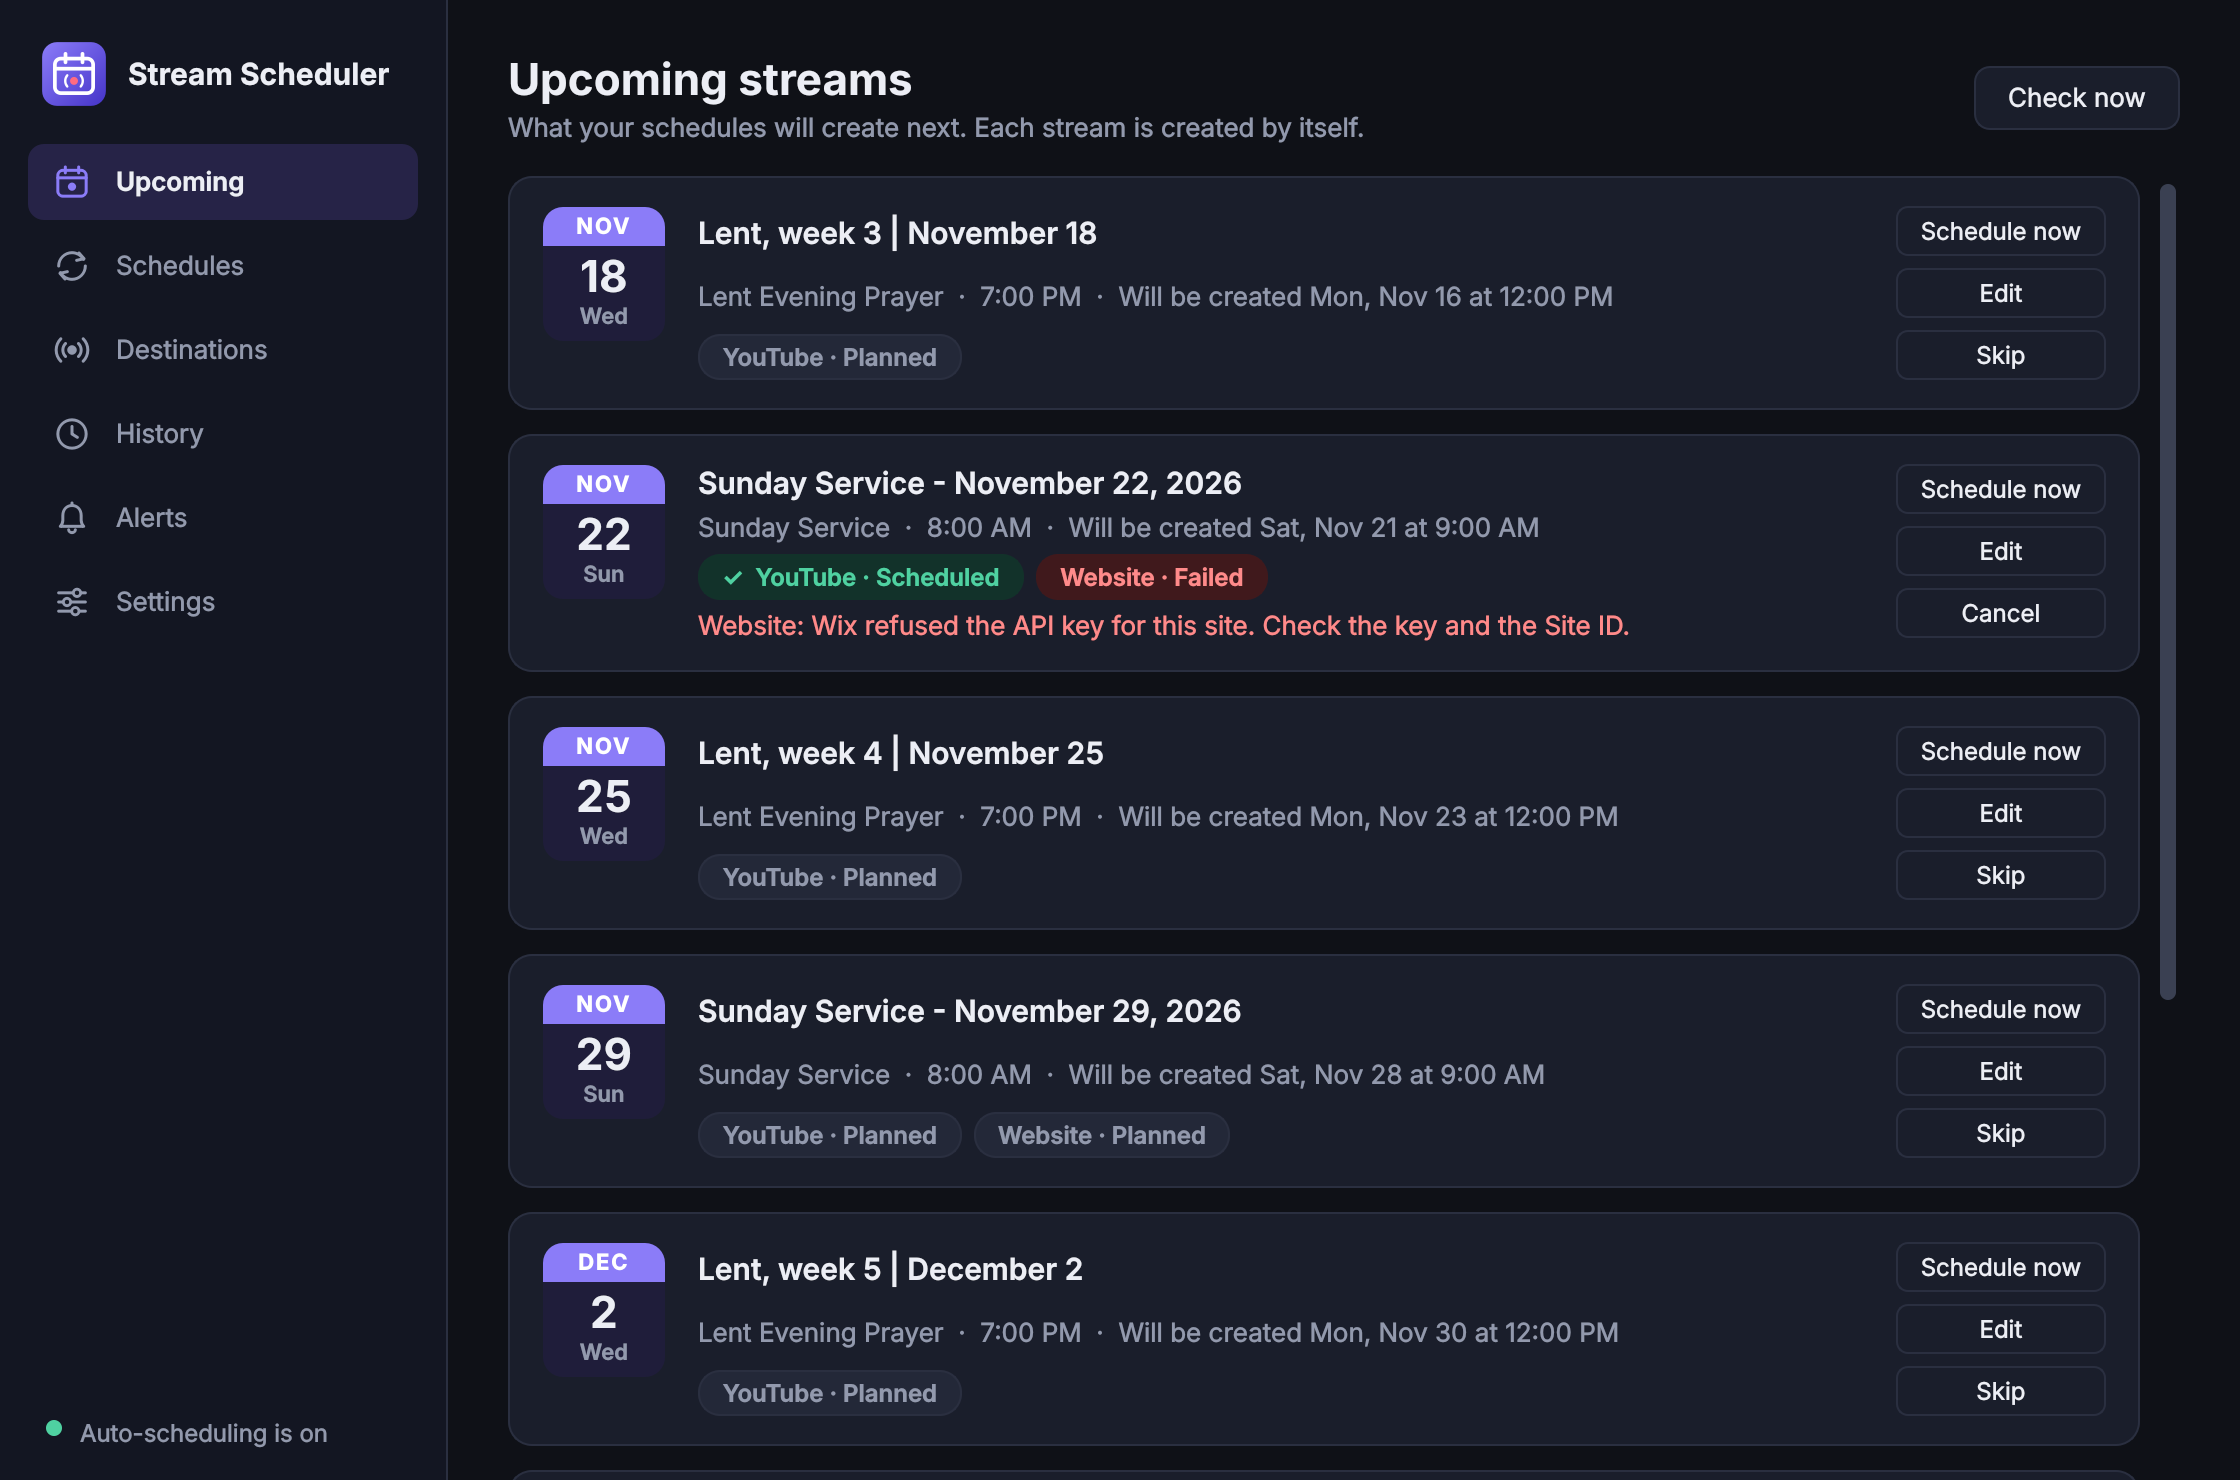 Stream Scheduler
Upcoming
Schedules
Destinations
History
Alerts
Settings
Auto-scheduling is on
Upcoming streams
What your schedules will create next. Each stream is created by itself.
Check now
NOV
18
Wed
Lent, week 3 | November 18
Lent Evening Prayer · 7:00 PM · Will be created Mon, Nov 16 at 12:00 PM
YouTube · Planned
Schedule now
Edit
Skip
NOV
22
Sun
Sunday Service - November 22, 2026
Sunday Service · 8:00 AM · Will be created Sat, Nov 21 at 9:00 AM
✓ YouTube · Scheduled Website · Failed
Website: Wix refused the API key for this site. Check the key and the Site ID.
Schedule now
Edit
Cancel
NOV
25
Wed
Lent, week 4 | November 25
Lent Evening Prayer · 7:00 PM · Will be created Mon, Nov 23 at 12:00 PM
YouTube · Planned
Schedule now
Edit
Skip
NOV
29
Sun
Sunday Service - November 29, 2026
Sunday Service · 8:00 AM · Will be created Sat, Nov 28 at 9:00 AM
YouTube · Planned Website · Planned
Schedule now
Edit
Skip
DEC
2
Wed
Lent, week 5 | December 2
Lent Evening Prayer · 7:00 PM · Will be created Mon, Nov 30 at 12:00 PM
YouTube · Planned
Schedule now
Edit
Skip